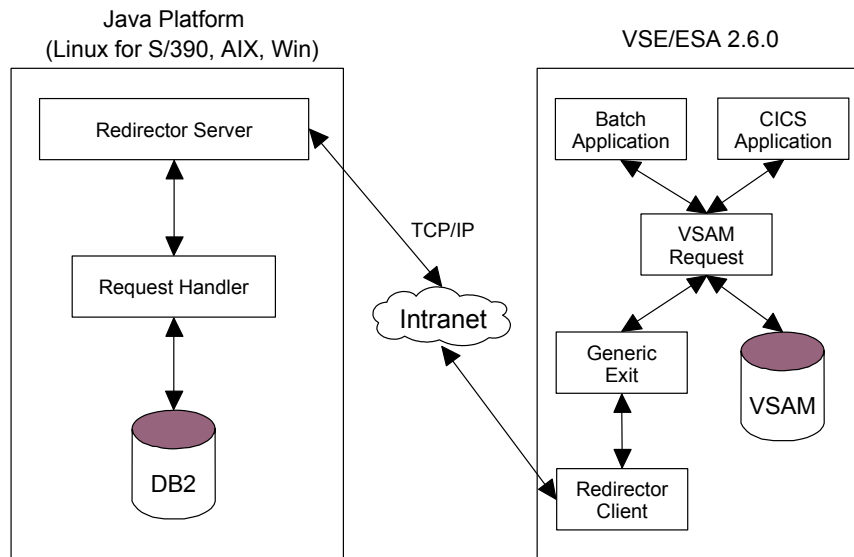 Java Platform
(Linux for S/390, AIX, Win)
Redirector Server
Request Handler
DB2
TCP/IP
Intranet
VSE/ESA 2.6.0
Batch
Application
CICS
Application
VSAM
Request
Generic
Exit
VSAM
Redirector
Client